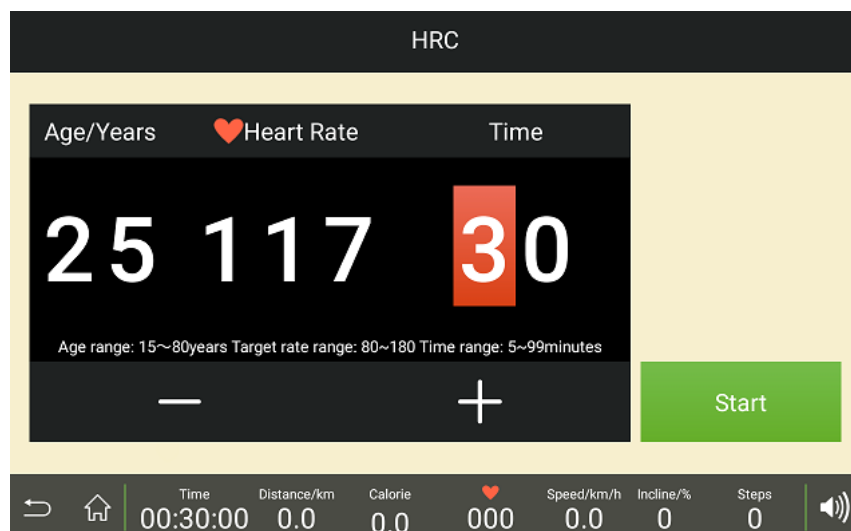 HRC
Age/Years Heart Rate Time
25 117 30
Age range: 15～80years Target rate range: 80~180 Time range: 5~99minutes
Start
Time Distance/km Calorie Speed/km/h Incline/% Steps
00:30:00 0.0 0.0 000 0.0 0 0